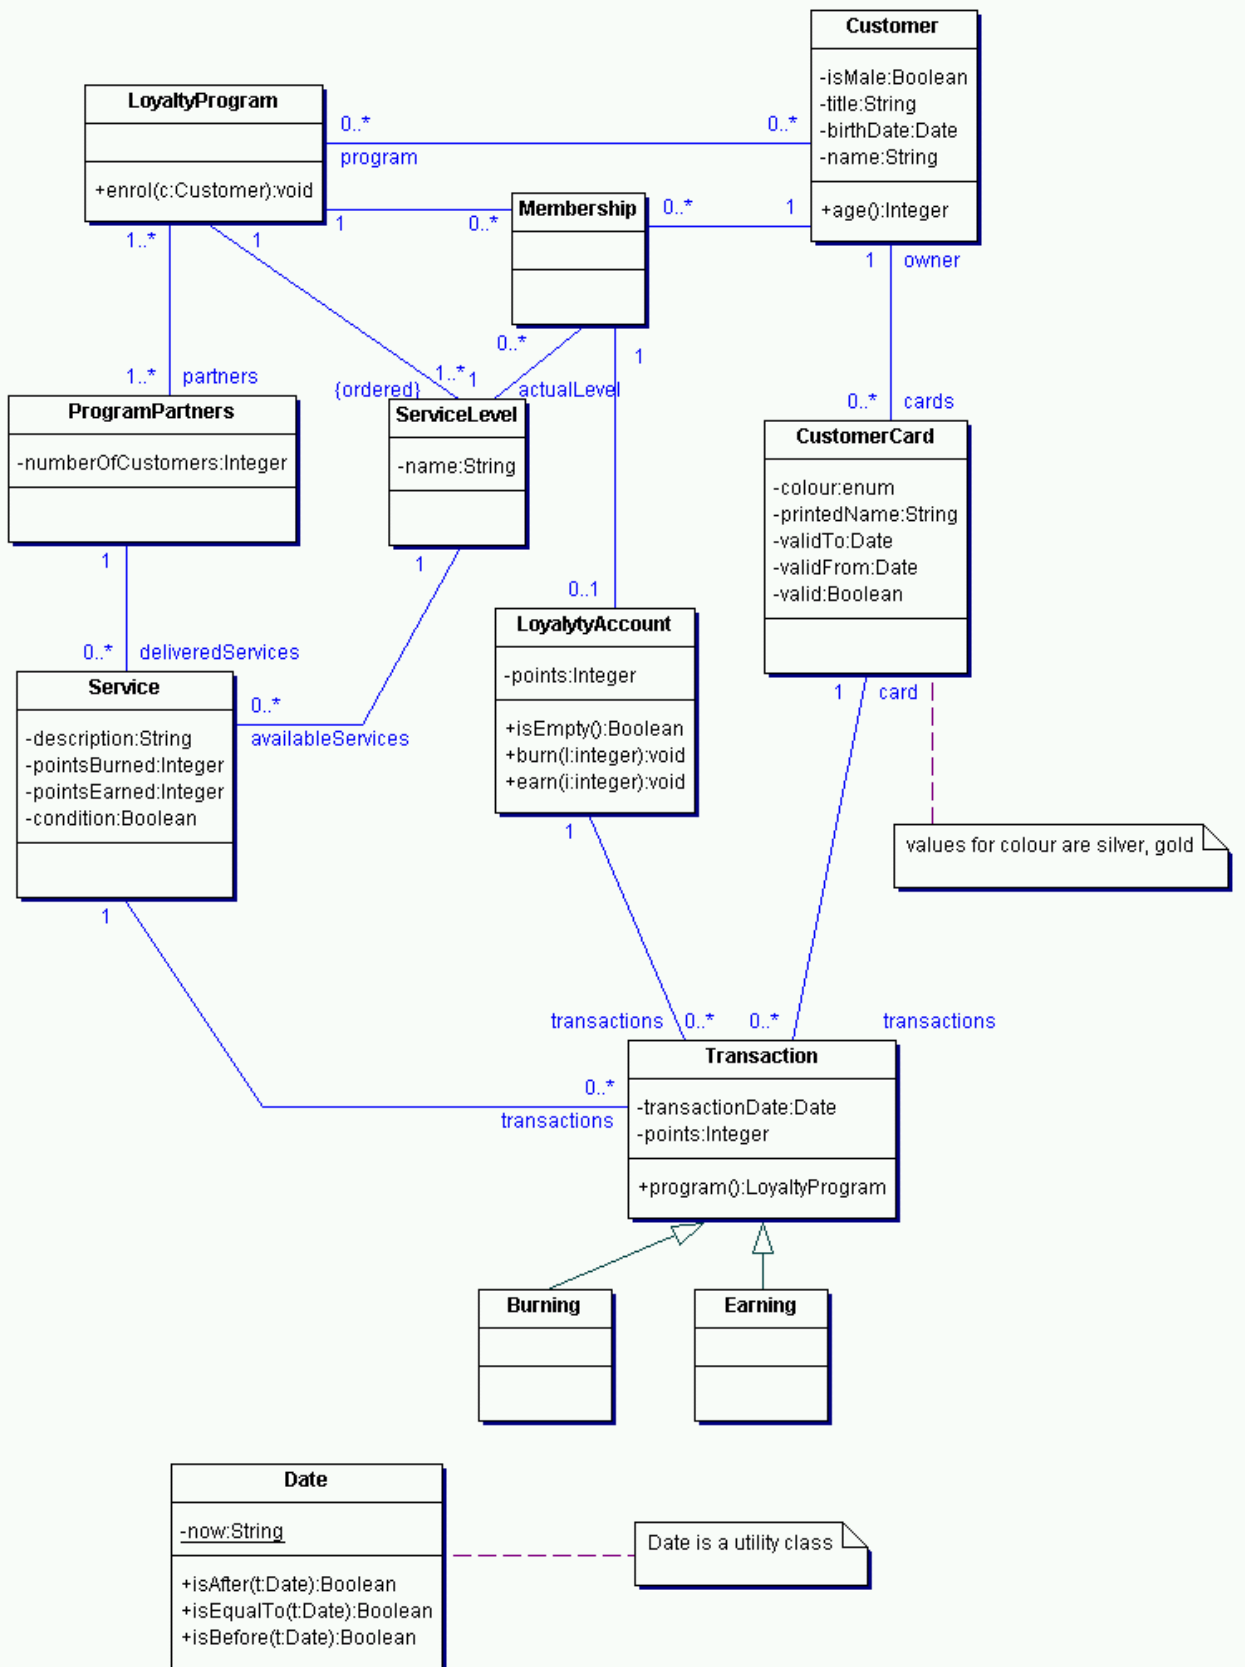 Customer
-isMale:Boolean
-title:String
-birthDate:Date
-name:String
+age():Integer
LoyaltyProgram
+enrol(c:Customer):void
0..*
0..*
program
Membership
1
0..*
0..*
1
1..*
1
1
owner
0..*
1
1..*
partners
{ordered}
1..*
1
actualLevel
0..*
cards
ProgramPartners
-numberOfCustomers:Integer
ServiceLevel
-name:String
CustomerCard
-colour:enum
-printedName:String
-validTo:Date
-validFrom:Date
-valid:Boolean
1
1
0..1
0..*
deliveredServices
LoyalytyAccount
-points:Integer
+isEmpty():Boolean
+burn(I:integer):void
+earn(i:integer):void
Service
-description:String
-pointsBurned:Integer
-pointsEarned:Integer
-condition:Boolean
0..*
availableServices
1
card
1
values for colour are silver, gold
1
transactions
0..*
0..*
transactions
Transaction
-transactionDate:Date
-points:Integer
+program():LoyaltyProgram
0..*
transactions
Burning
Earning
Date
-now:String
+isAfter(t:Date):Boolean
+isEqualTo(t:Date):Boolean
+isBefore(t:Date):Boolean
Date is a utility class